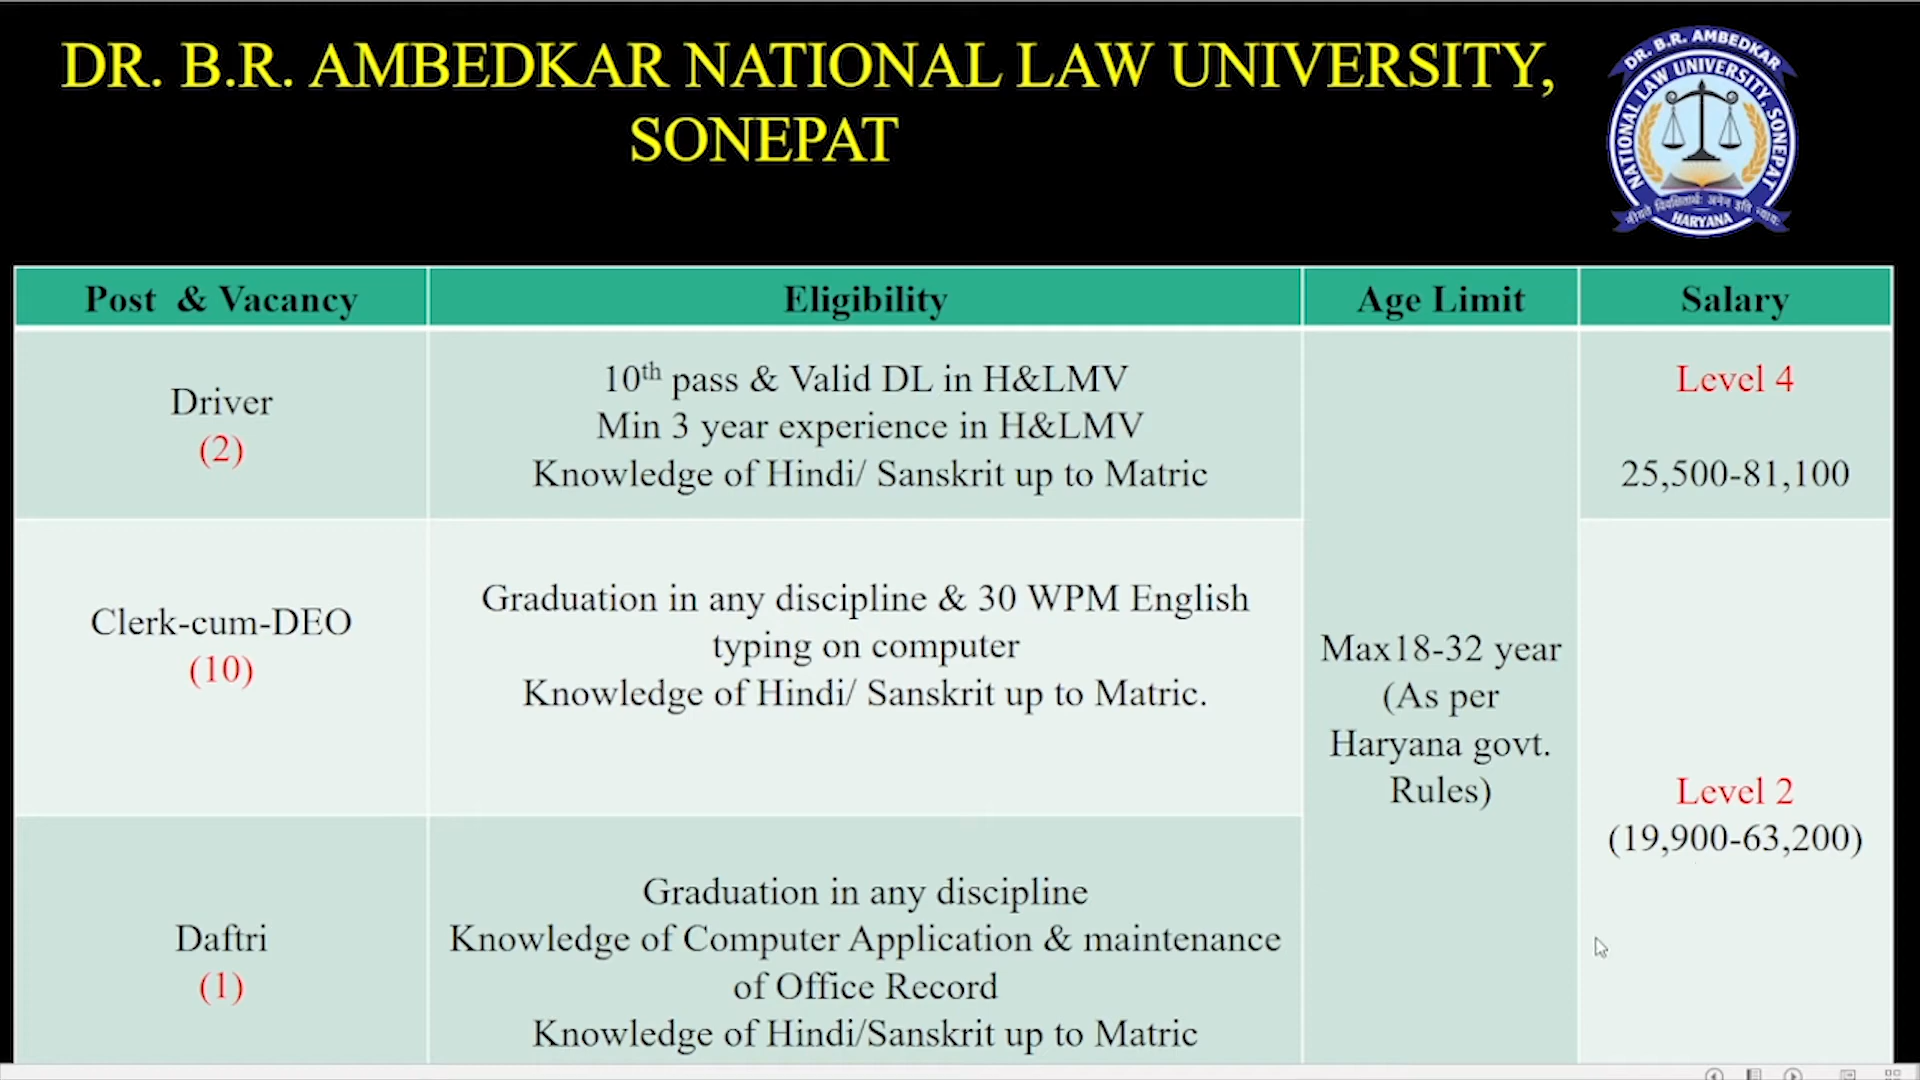 DR. B.R. AMBEDKAR NATIONAL LAW UNIVERSITY,
SONEPAT
DR. B.R. AMBEDKAR
NATIONAL LAW UNIVERSITY, SONEPAT
HARYANA
Post & Vacancy
Eligibility
Age Limit
Salary
Driver
(2)
10th pass & Valid DL in H&LMV
Min 3 year experience in H&LMV
Knowledge of Hindi/ Sanskrit up to Matric
Level 4
25,500-81,100
Clerk-cum-DEO
(10)
Graduation in any discipline & 30 WPM English
typing on computer
Knowledge of Hindi/ Sanskrit up to Matric.
Max18-32 year
(As per
Haryana govt.
Rules)
Level 2
(19,900-63,200)
Daftri
(1)
Graduation in any discipline
Knowledge of Computer Application & maintenance
of Office Record
Knowledge of Hindi/Sanskrit up to Matric